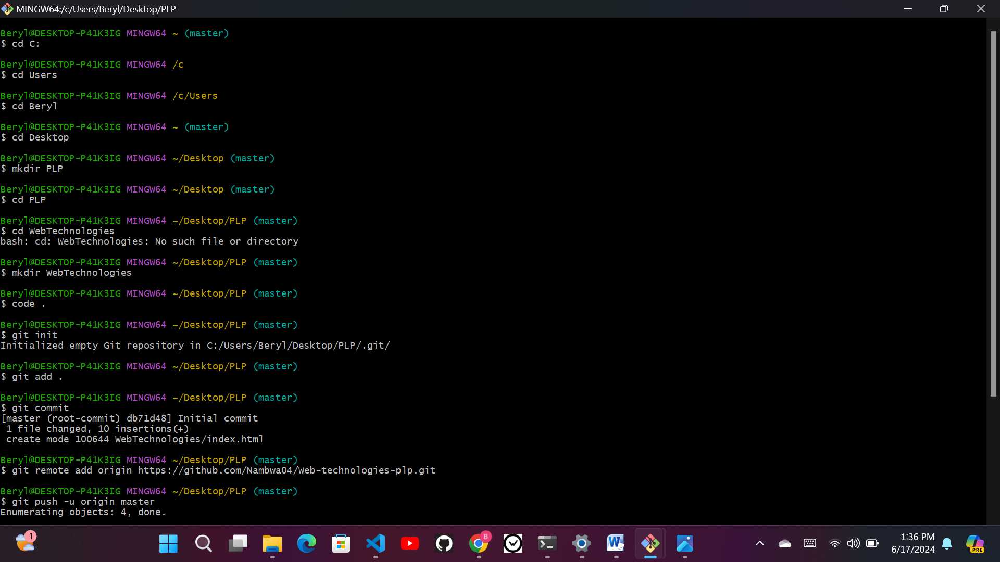 MINGW64:/c/Users/Beryl/Desktop/PLP
Beryl@DESKTOP-P41K3IG MINGW64 ~ (master)
$ cd C:
Beryl@DESKTOP-P41K3IG MINGW64 /c
$ cd Users
Beryl@DESKTOP-P41K3IG MINGW64 /c/Users
$ cd Beryl
Beryl@DESKTOP-P41K3IG MINGW64 ~ (master)
$ cd Desktop
Beryl@DESKTOP-P41K3IG MINGW64 ~/Desktop (master)
$ mkdir PLP
Beryl@DESKTOP-P41K3IG MINGW64 ~/Desktop (master)
$ cd PLP
Beryl@DESKTOP-P41K3IG MINGW64 ~/Desktop/PLP (master)
$ cd WebTechnologies
bash: cd: WebTechnologies: No such file or directory
Beryl@DESKTOP-P41K3IG MINGW64 ~/Desktop/PLP (master)
$ mkdir WebTechnologies
Beryl@DESKTOP-P41K3IG MINGW64 ~/Desktop/PLP (master)
$ code .
Beryl@DESKTOP-P41K3IG MINGW64 ~/Desktop/PLP (master)
$ git init
Initialized empty Git repository in C:/Users/Beryl/Desktop/PLP/.git/
Beryl@DESKTOP-P41K3IG MINGW64 ~/Desktop/PLP (master)
$ git add .
Beryl@DESKTOP-P41K3IG MINGW64 ~/Desktop/PLP (master)
$ git commit
[master (root-commit) db71d48] Initial commit
1 file changed, 10 insertions(+)
create mode 100644 WebTechnologies/index.html
Beryl@DESKTOP-P41K3IG MINGW64 ~/Desktop/PLP (master)
$ git remote add origin https://github.com/Nambwa04/Web-technologies-plp.git
Beryl@DESKTOP-P41K3IG MINGW64 ~/Desktop/PLP (master)
$ git push -u origin master
Enumerating objects: 4, done.
1
B
W
1:36 PM
6/17/2024
PRE